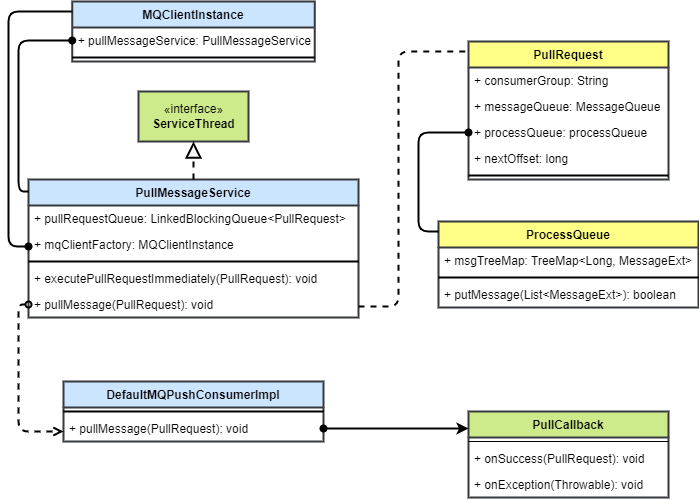 MQClientInstance
+ pullMessageService: PullMessageService
PullRequest
+ consumerGroup: String
+ messageQueue: MessageQueue
+ processQueue: processQueue
+ nextOffset: long
«interface»
ServiceThread
PullMessageService
+ pullRequestQueue: LinkedBlockingQueue<PullRequest>
+ mqClientFactory: MQClientInstance
+ executePullRequestImmediately(PullRequest): void
+ pullMessage(PullRequest): void
ProcessQueue
+ msgTreeMap: TreeMap<Long, MessageExt>
+ putMessage(List<MessageExt>): boolean
DefaultMQPushConsumerImpl
+ pullMessage(PullRequest): void
PullCallback
+ onSuccess(PullRequest): void
+ onException(Throwable): void